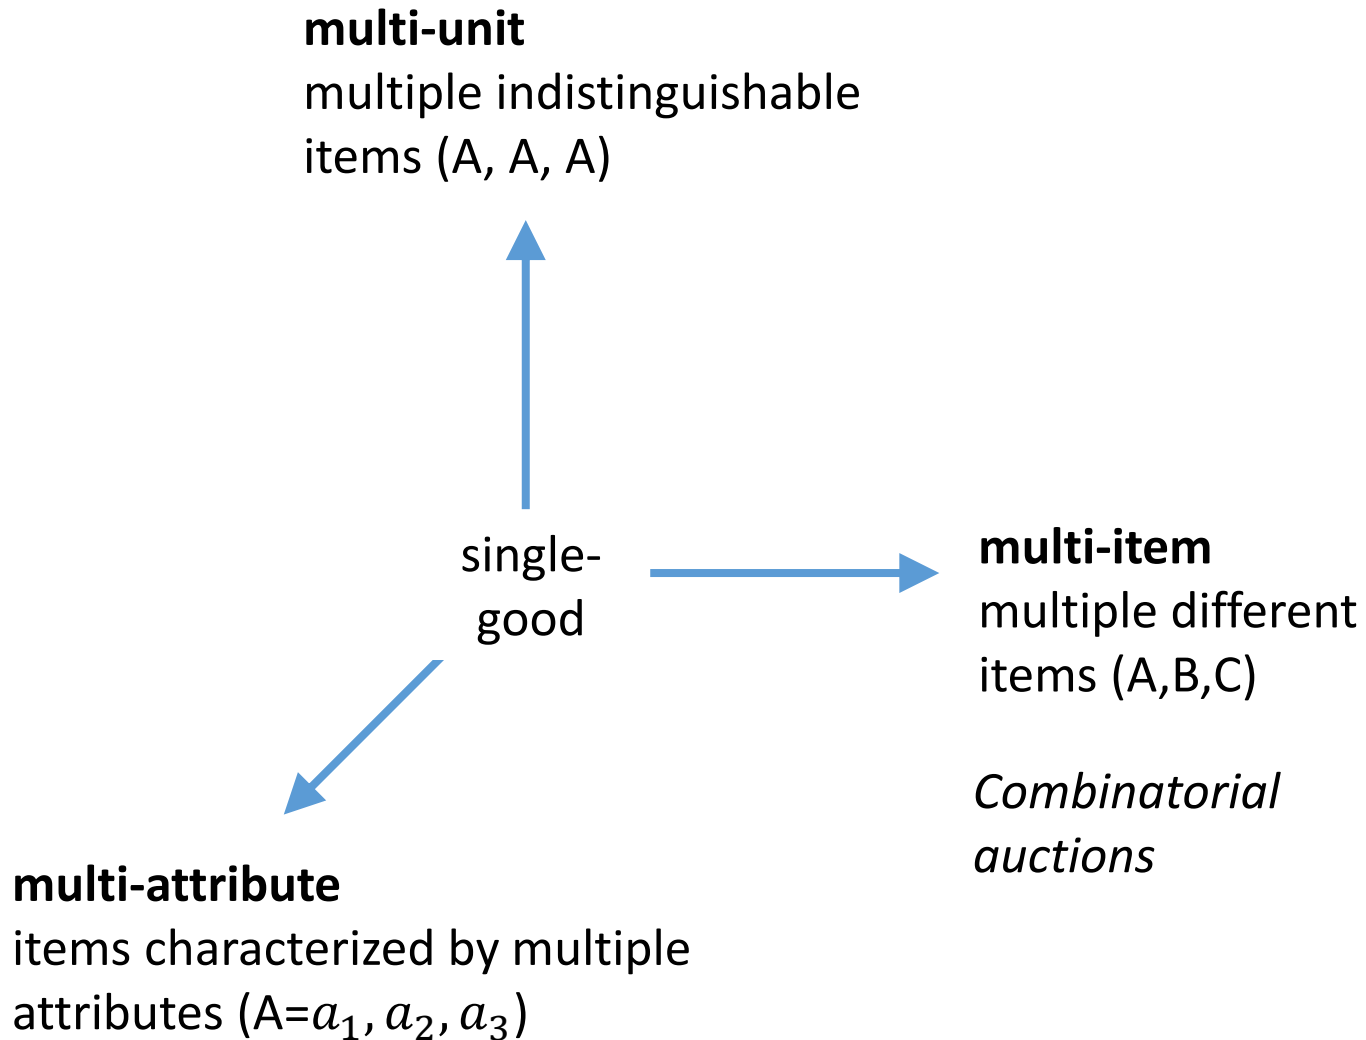 multi-unit
multiple indistinguishable
items (A, A, A)
single-
good
multi-item
multiple different
items (A,B,C)
Combinatorial
auctions
multi-attribute
items characterized by multiple
attributes (A=𝑎₁, 𝑎₂, 𝑎₃)